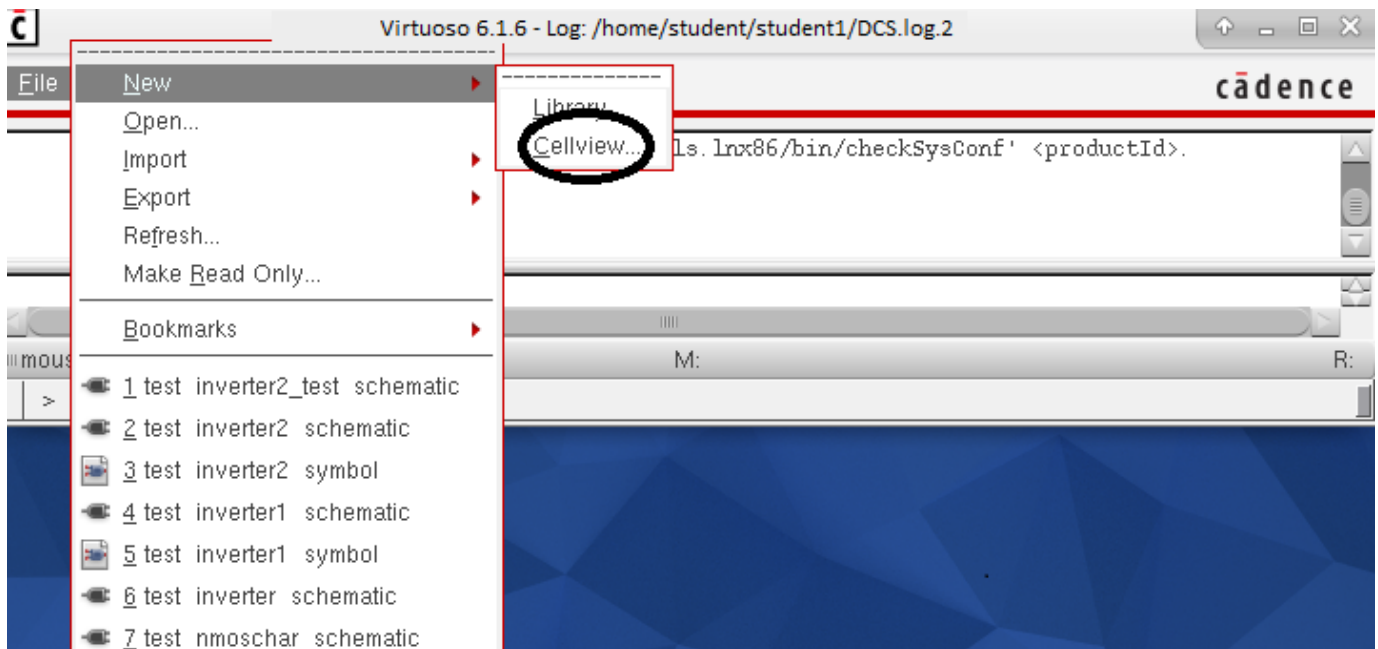 c
Virtuoso 6.1.6 - Log: /home/student/student1/DCS.log.2
File
cādence
New
Open...
Import
Export
Refresh...
Make Read Only...
Bookmarks
1 test inverter2_test schematic
2 test inverter2 schematic
3 test inverter2 symbol
4 test inverter1 schematic
5 test inverter1 symbol
6 test inverter schematic
7 test nmoschar schematic
Library...
Cellview...
ls.lnx86/bin/checkSysConf' <productId>.
mous
M:
R:
>